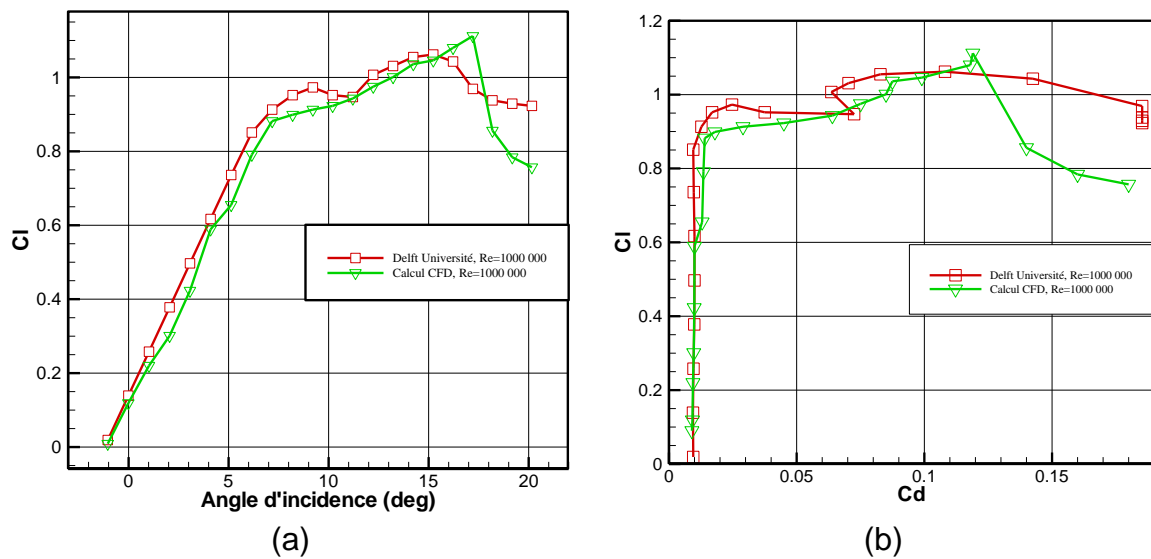 Cl
1
0.8
0.6
0.4
0.2
0
0
5
10
15
20
Angle d'incidence (deg)
Delft Université, Re=1000 000
Calcul CFD, Re=1000 000
(a)
Cl
1.2
1
0.8
0.6
0.4
0.2
0
0
0.05
0.1
0.15
Cd
Delft Université, Re=1000 000
Calcul CFD, Re=1000 000
(b)